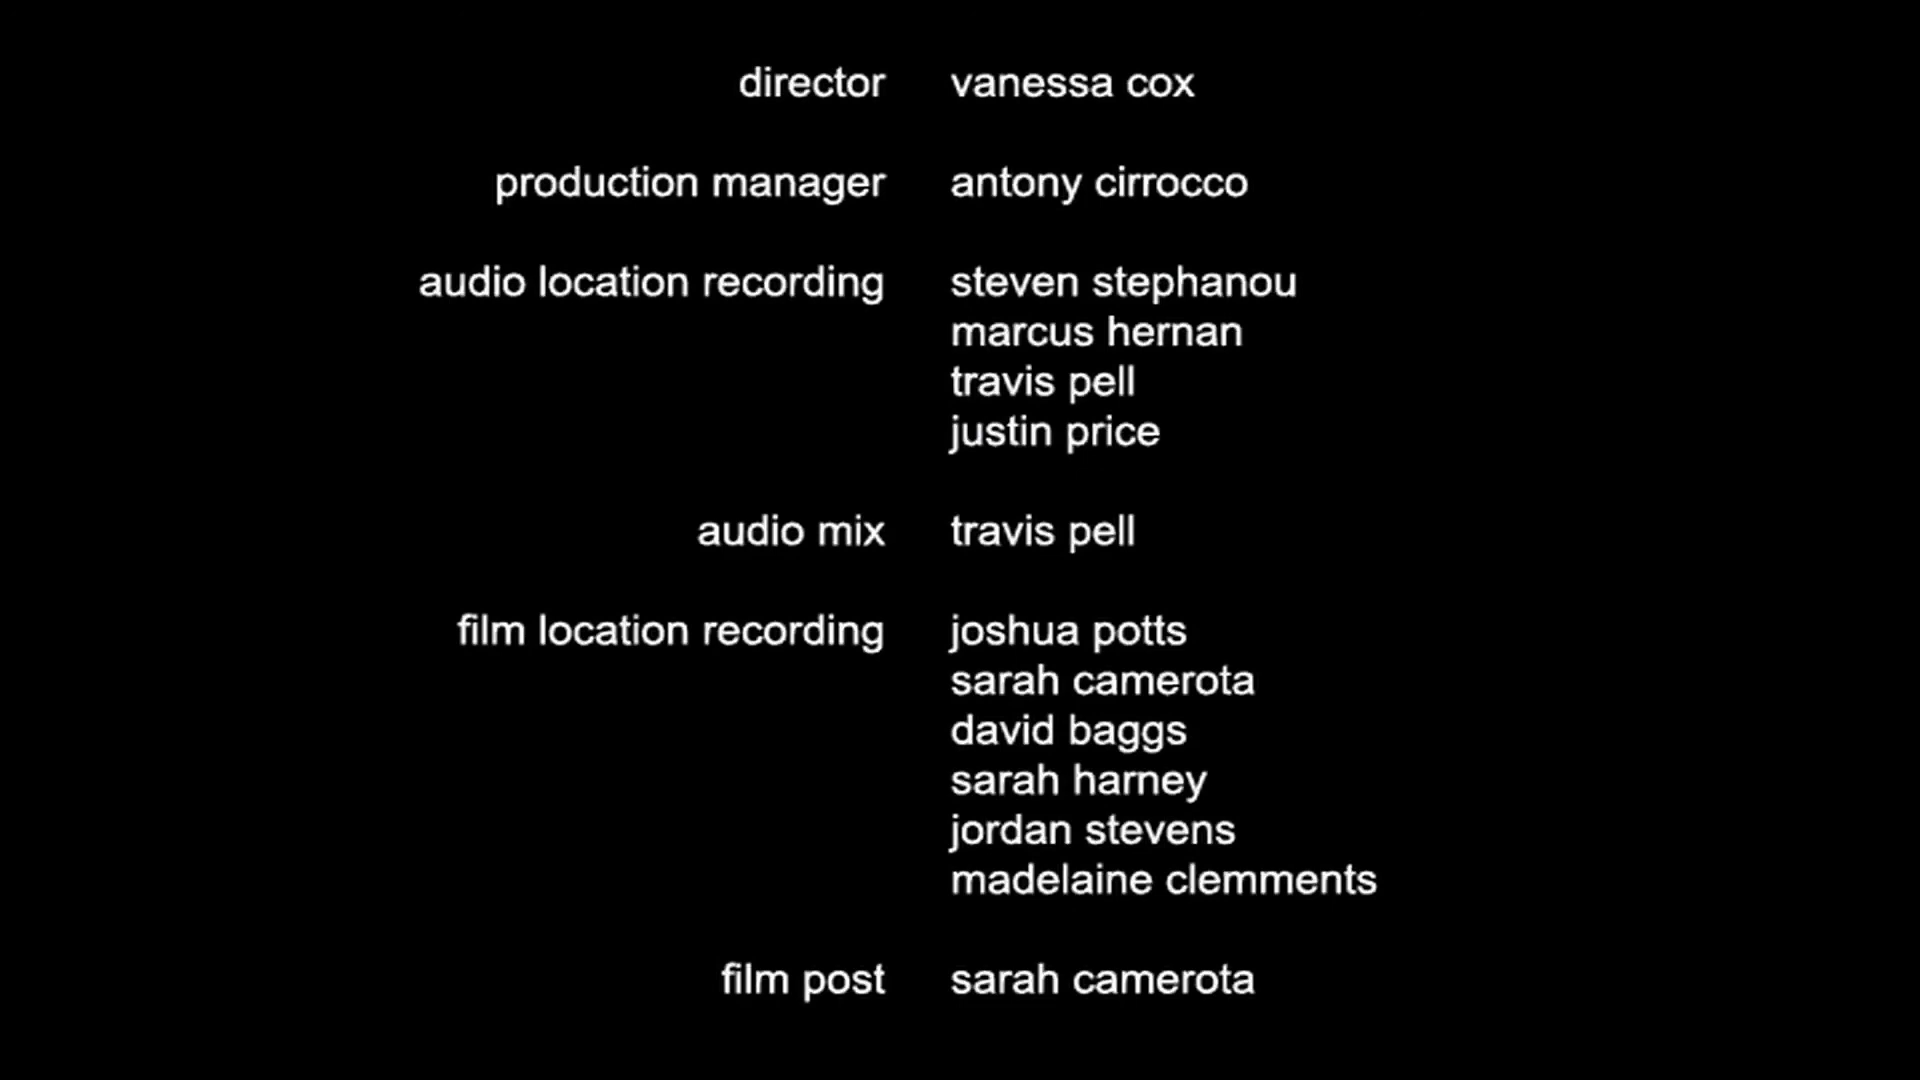 director vanessa cox
production manager antony cirrocco
audio location recording steven stephanou
marcus hernan
travis pell
justin price
audio mix travis pell
film location recording joshua potts
sarah camerota
david baggs
sarah harney
jordan stevens
madelaine clemments
film post sarah camerota